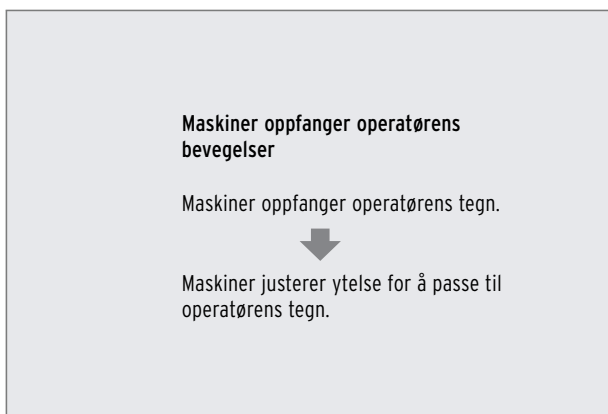 Maskiner oppfanger operatørens
bevegelser
Maskiner oppfanger operatørens tegn.
Maskiner justerer ytelse for å passe til
operatørens tegn.